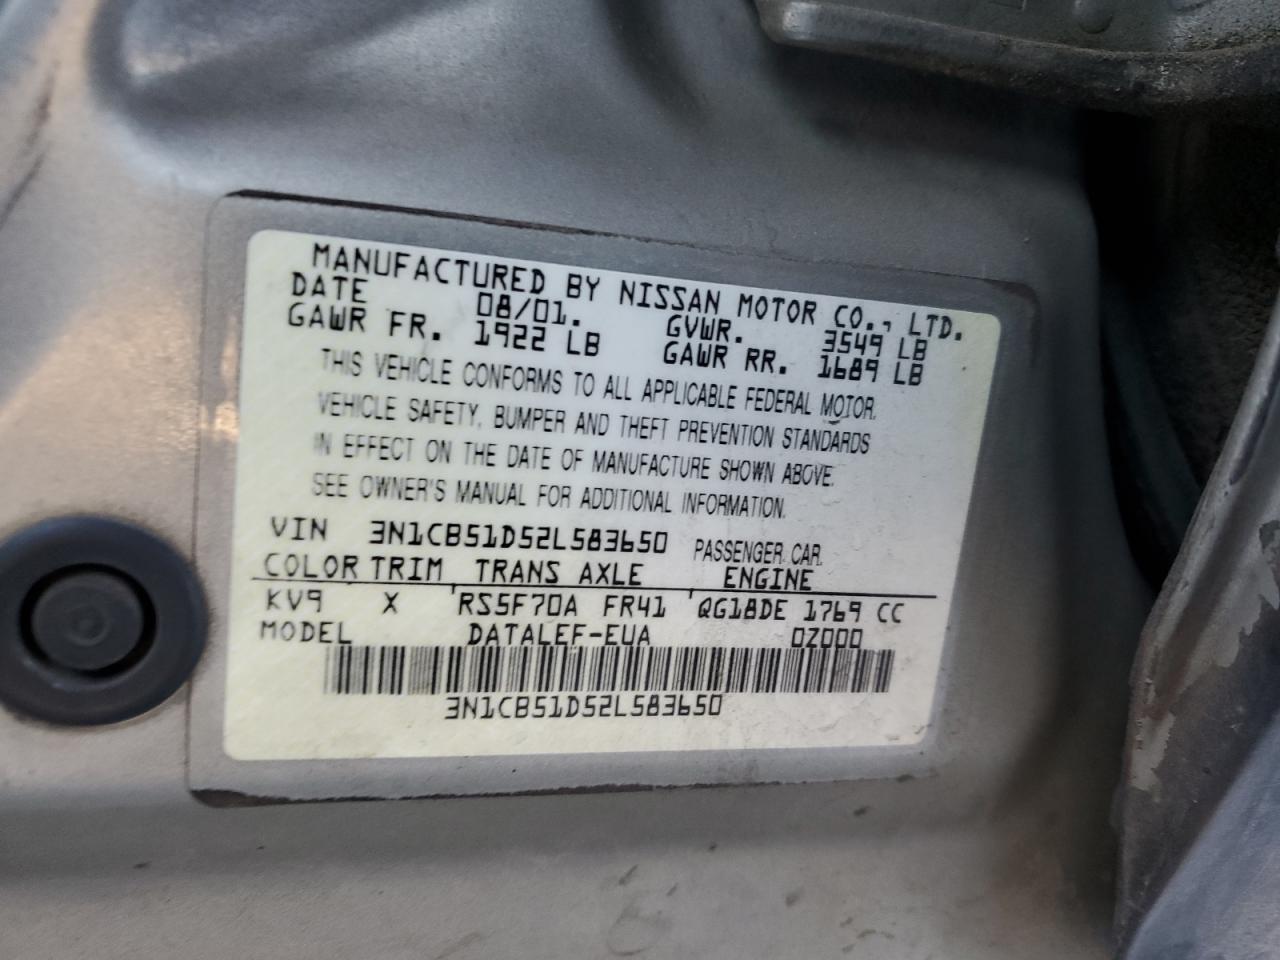 MANUFACTURED BY NISSAN MOTOR CO., LTD.
DATE 08/01. GVWR. 3549 LB
GAWR FR. 1922 LB GAWR RR. 1689 LB
THIS VEHICLE CONFORMS TO ALL APPLICABLE FEDERAL MOTOR
VEHICLE SAFETY, BUMPER AND THEFT PREVENTION STANDARDS
IN EFFECT ON THE DATE OF MANUFACTURE SHOWN ABOVE.
SEE OWNER'S MANUAL FOR ADDITIONAL INFORMATION.
VIN 3N1CB51D52L583650 PASSENGER CAR
COLOR TRIM TRANS AXLE ENGINE
KV9 X RS5F70A FR41 QG18DE 1769 CC
MODEL DATALEF-EUA 0Z000
3N1CB51D52L583650